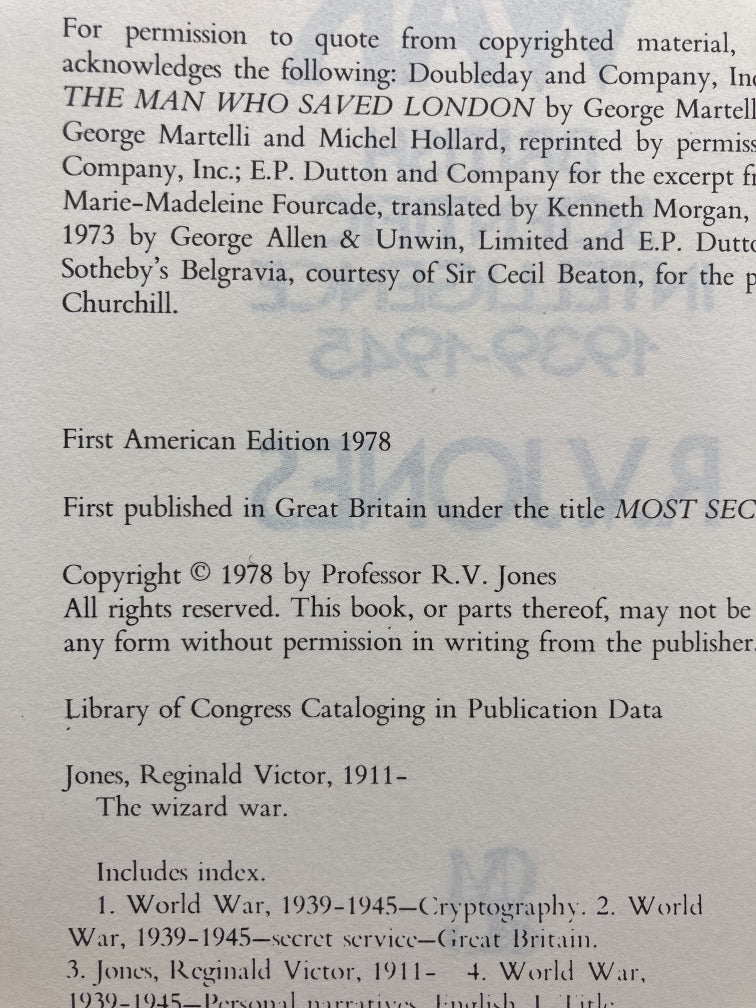 For permission to quote from copyrighted material,
acknowledges the following: Doubleday and Company, Inc
THE MAN WHO SAVED LONDON by George Martell
George Martelli and Michel Hollard, reprinted by permiss
Company, Inc.; E.P. Dutton and Company for the excerpt f
Marie-Madeleine Fourcade, translated by Kenneth Morgan,
1973 by George Allen & Unwin, Limited and E.P. Dutto
Sotheby's Belgravia, courtesy of Sir Cecil Beaton, for the p
Churchill.
First American Edition 1978
First published in Great Britain under the title MOST SEC
Copyright © 1978 by Professor R.V. Jones
All rights reserved. This book, or parts thereof, may not be
any form without permission in writing from the publisher.
Library of Congress Cataloging in Publication Data
Jones, Reginald Victor, 1911-
The wizard war.
Includes index.
1. World War, 1939-1945—Cryptography. 2. World
War, 1939-1945—secret service—Great Britain.
3. Jones, Reginald Victor, 1911- 4. World War,
1939-1945—Personal narratives, English I. Title